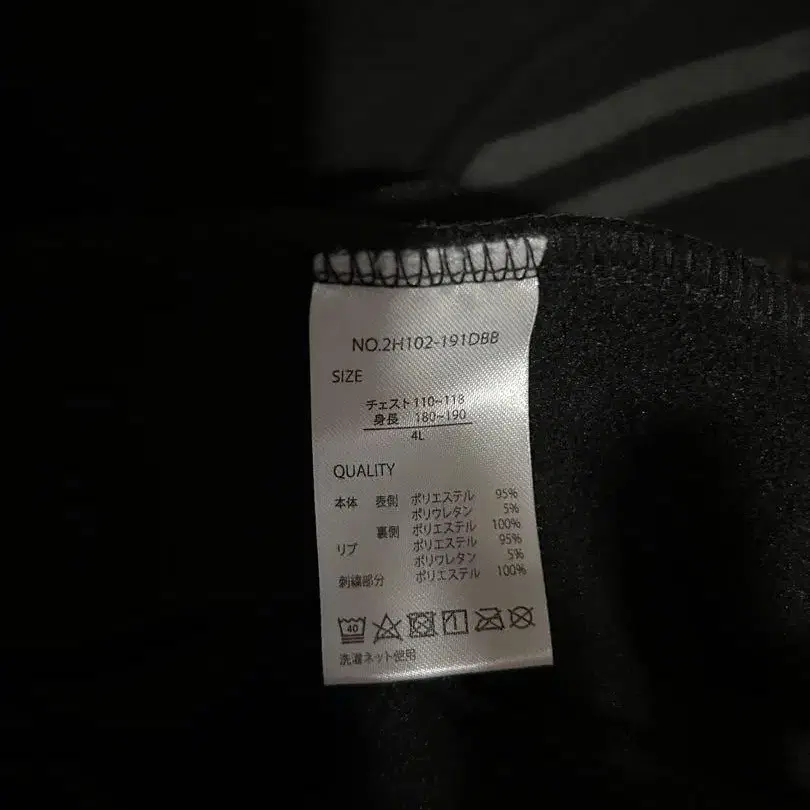 NO.2H102-191DBB
SIZE
チェスト110~118
身長 180~190
4L
QUALITY
本体 表側 ポリエステル 95%
ポリウレタン 5%
裏側 ポリエステル 100%
リブ ポリエステル 95%
ポリウレタン 5%
刺繍部分 ポリエステル 100%
40
洗濯ネット使用